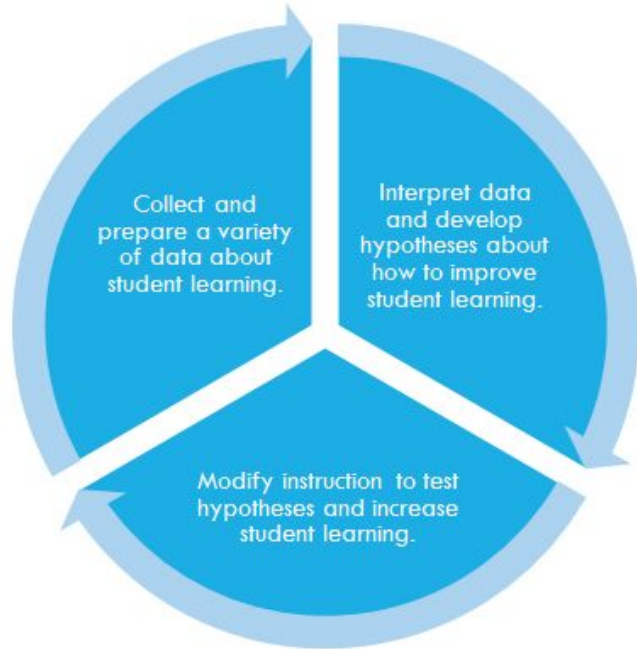 Collect and
prepare a variety
of data about
student learning.
Interpret data
and develop
hypotheses about
how to improve
student learning.
Modify instruction to test
hypotheses and increase
student learning.